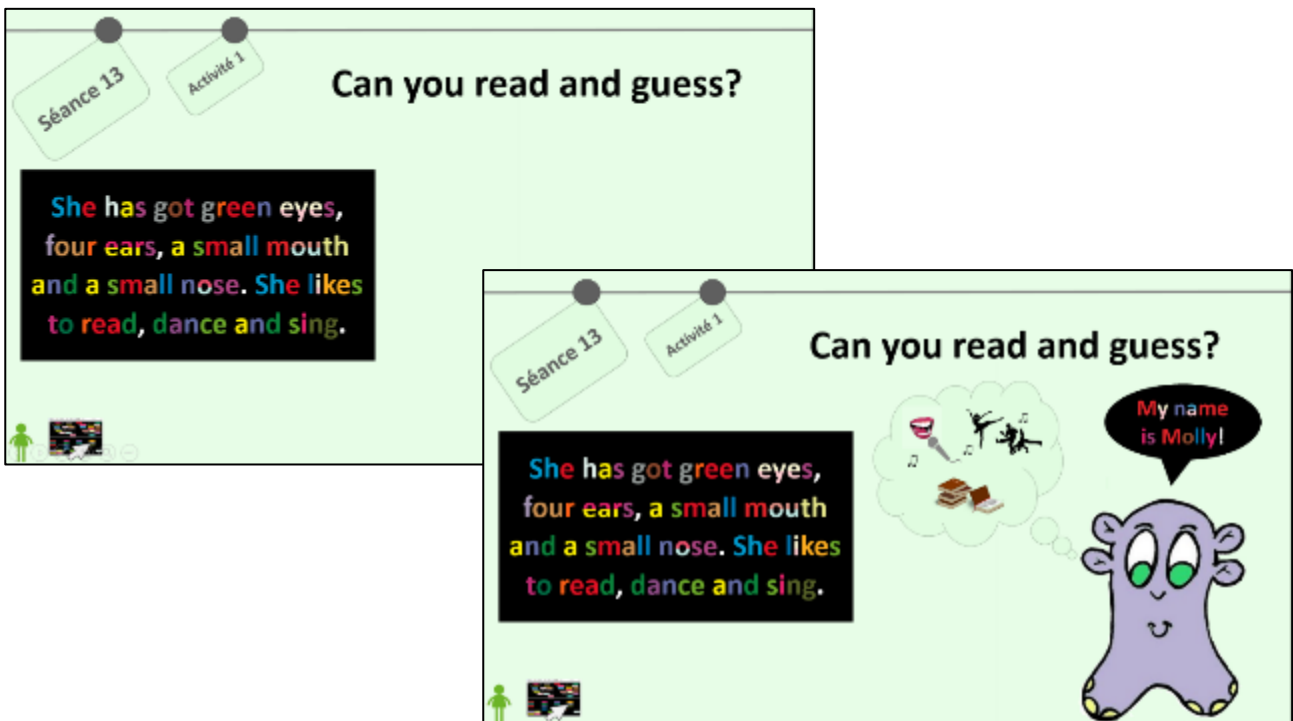 Séance 13
Activité 1
Can you read and guess?
She has got green eyes,
four ears, a small mouth
and a small nose. She likes
to read, dance and sing.
Séance 13
Activité 1
Can you read and guess?
My name
is Molly!
She has got green eyes,
four ears, a small mouth
and a small nose. She likes
to read, dance and sing.